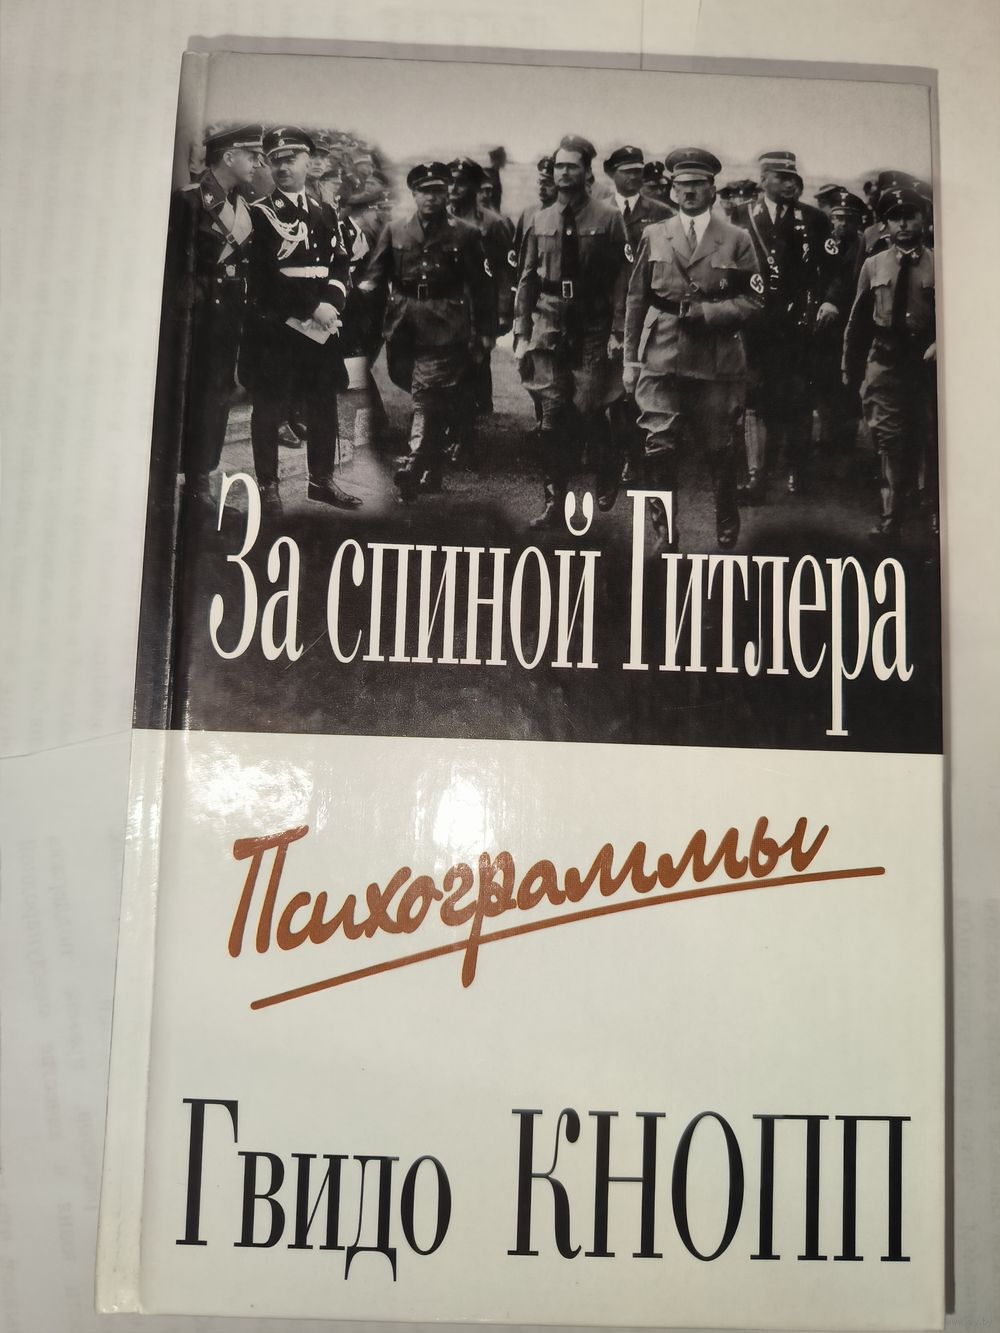 За спиной Гитлера
Психограммы
Гвидо КНОПП